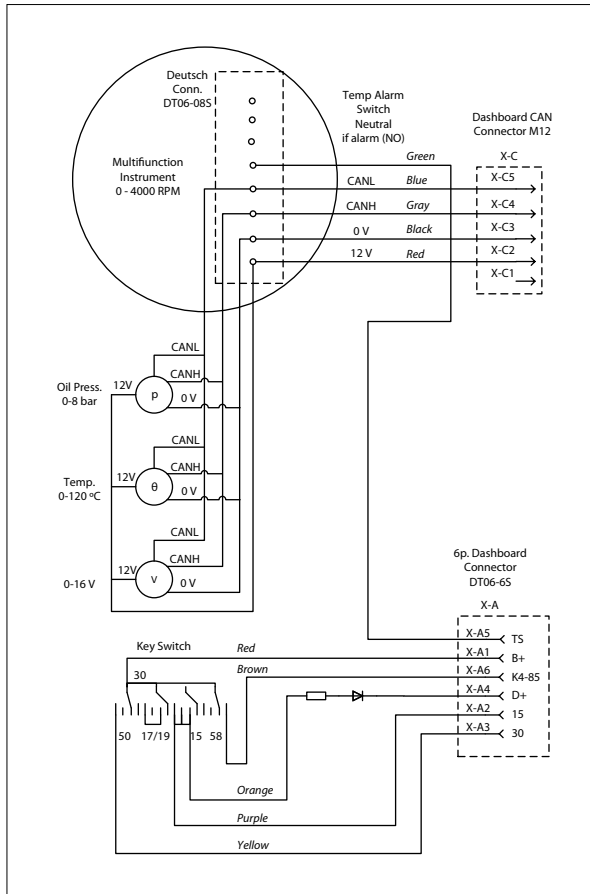 Deutsch
Conn.
DT06-08S
Multifiunction
Instrument
0 - 4000 RPM
Temp Alarm
Switch
Neutral
if alarm (NO)
Dashboard CAN
Connector M12
X-C
Green
CANL Blue X-C5
CANH Gray X-C4
0 V Black X-C3
12 V Red X-C2
X-C1
CANL
CANH
12V
p
0 V
Oil Press.
0-8 bar
CANL
CANH
12V
θ
0 V
Temp.
0-120 ºC
CANL
CANH
12V
v
0 V
0-16 V
6p. Dashboard
Connector
DT06-6S
X-A
X-A5 TS
X-A1 B+
X-A6 K4-85
X-A4 D+
X-A2 15
X-A3 30
Key Switch
Red
Brown
30
50 17/19 15 58
Orange
Purple
Yellow